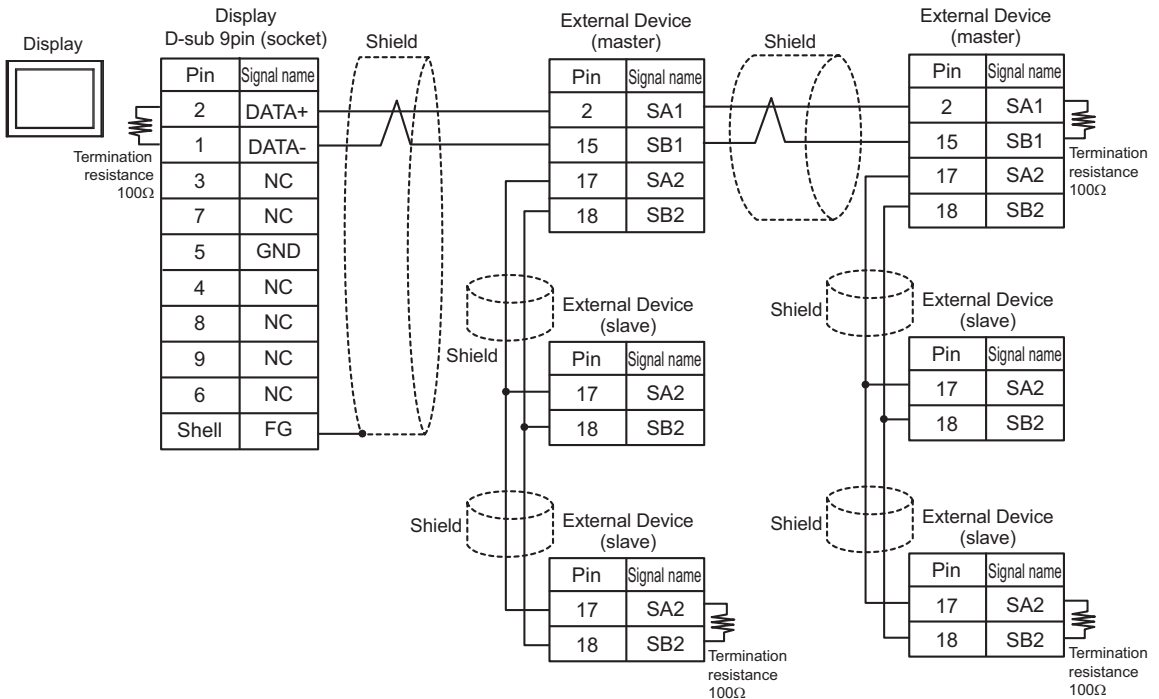 Display
Display
D-sub 9pin (socket)
Pin Signal name
2 DATA+
1 DATA-
3 NC
7 NC
5 GND
4 NC
8 NC
9 NC
6 NC
Shell FG
Termination
resistance
100Ω
Shield
External Device
(master)
Pin Signal name
2 SA1
15 SB1
17 SA2
18 SB2
Shield
External Device
(master)
Pin Signal name
2 SA1
15 SB1
17 SA2
18 SB2
Termination
resistance
100Ω
Shield
External Device
(slave)
Pin Signal name
17 SA2
18 SB2
Shield
External Device
(slave)
Pin Signal name
17 SA2
18 SB2
Shield
External Device
(slave)
Pin Signal name
17 SA2
18 SB2
Termination
resistance
100Ω
Shield
External Device
(slave)
Pin Signal name
17 SA2
18 SB2
Termination
resistance
100Ω